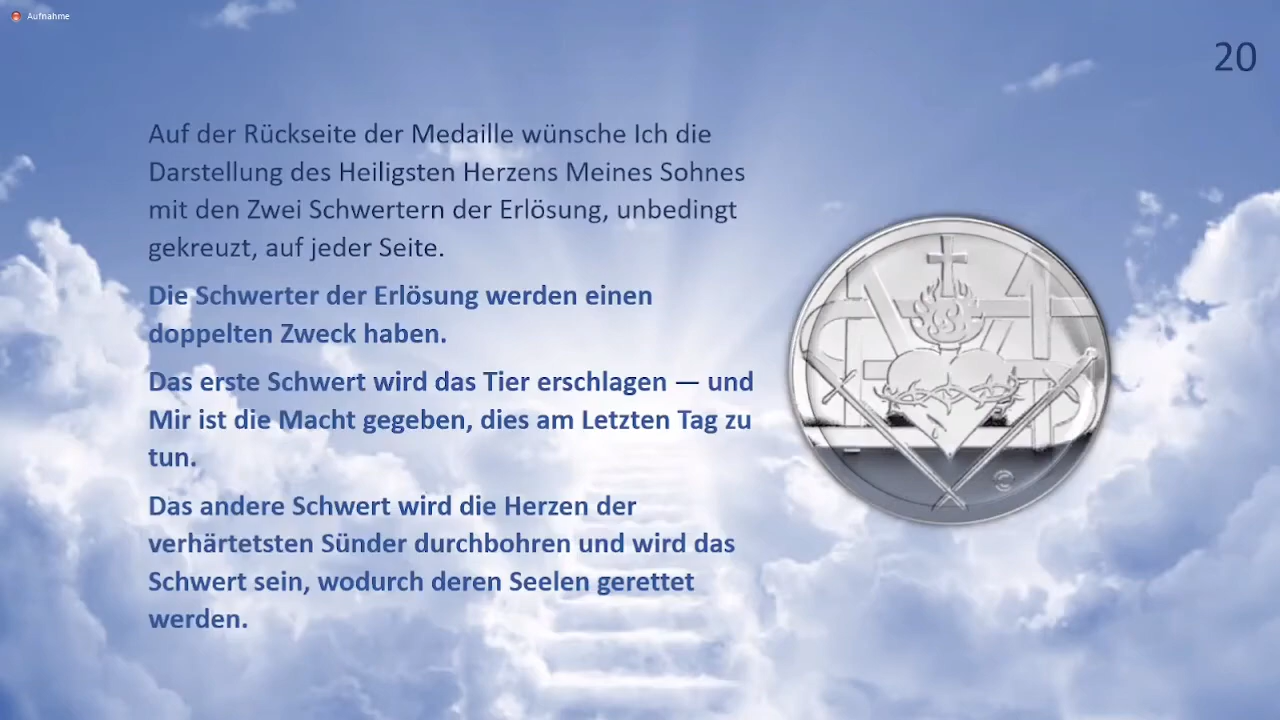 Aufnahme
20
Auf der Rückseite der Medaille wünsche Ich die
Darstellung des Heiligsten Herzens Meines Sohnes
mit den Zwei Schwertern der Erlösung, unbedingt
gekreuzt, auf jeder Seite.
Die Schwerter der Erlösung werden einen
doppelten Zweck haben.
Das erste Schwert wird das Tier erschlagen — und
Mir ist die Macht gegeben, dies am Letzten Tag zu
tun.
Das andere Schwert wird die Herzen der
verhärtetsten Sünder durchbohren und wird das
Schwert sein, wodurch deren Seelen gerettet
werden.